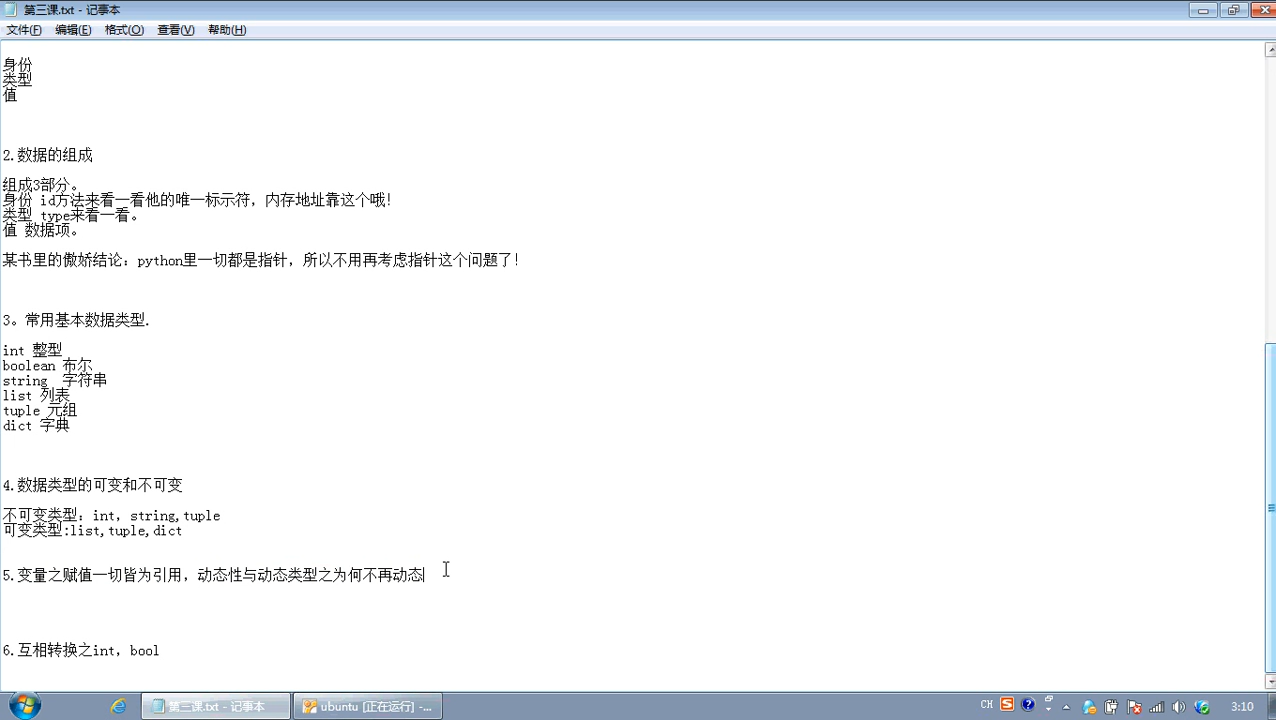 第三课.txt - 记事本
文件(F) 编辑(E) 格式(O) 查看(V) 帮助(H)
身份
类型
值
2.数据的组成
组成3部分。
身份 id方法来看一看他的唯一标示符，内存地址靠这个哦！
类型 type来看一看。
值 数据项。
某书里的傲娇结论：python里一切都是指针，所以不用再考虑指针这个问题了！
3。常用基本数据类型.
int 整型
boolean 布尔
string  字符串
list 列表
tuple 元组
dict 字典
4.数据类型的可变和不可变
不可变类型：int，string,tuple
可变类型:list,tuple,dict
5.变量之赋值一切皆为引用，动态性与动态类型之为何不再动态
6.互相转换之int，bool
第三课.txt - 记事本 ubuntu [正在运行] -... CH 3:10